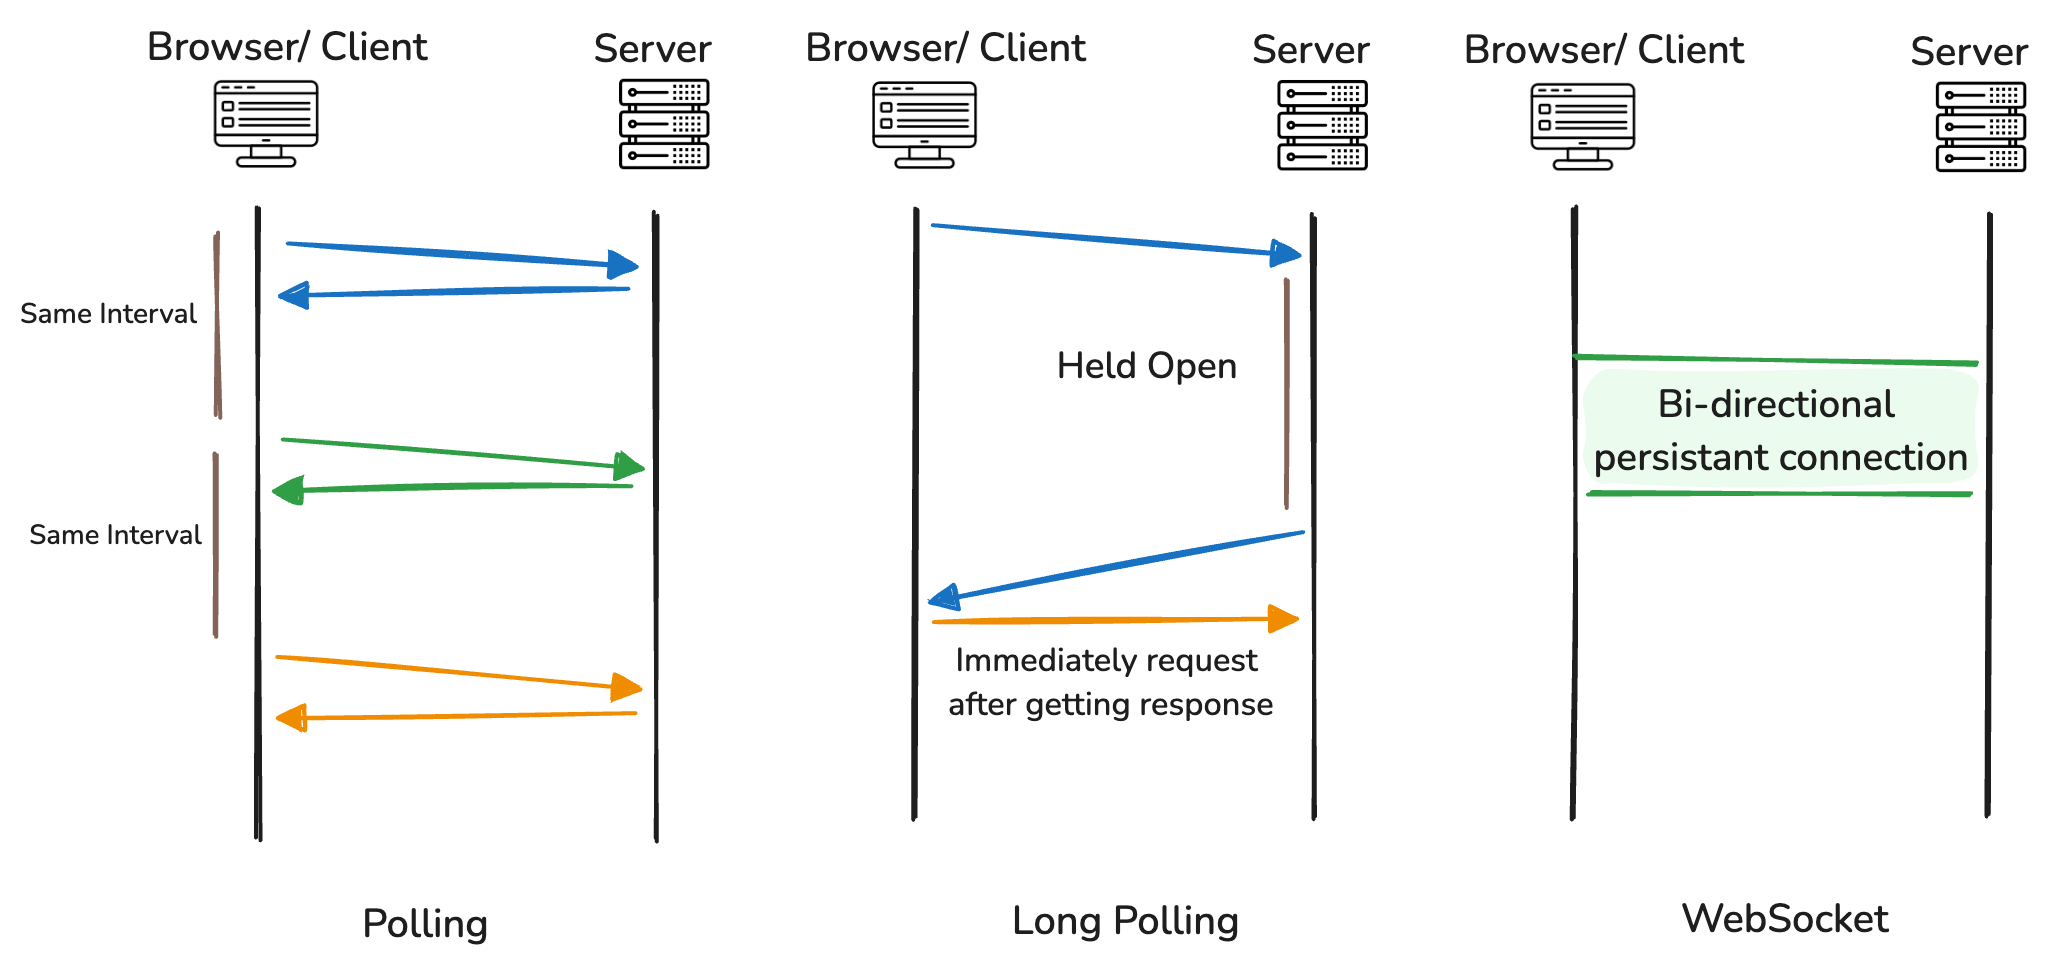 Browser/ Client
Server
Same Interval
Same Interval
Polling
Browser/ Client
Server
Held Open
Immediately request
after getting response
Long Polling
Browser/ Client
Server
Bi-directional
persistant connection
WebSocket